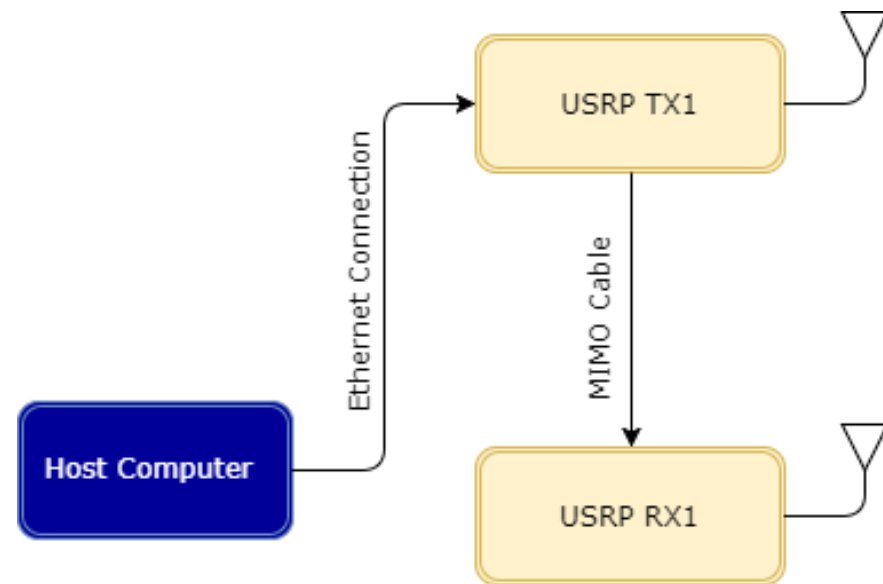 USRP TX1
Ethernet Connection
MIMO Cable
Host Computer
USRP RX1